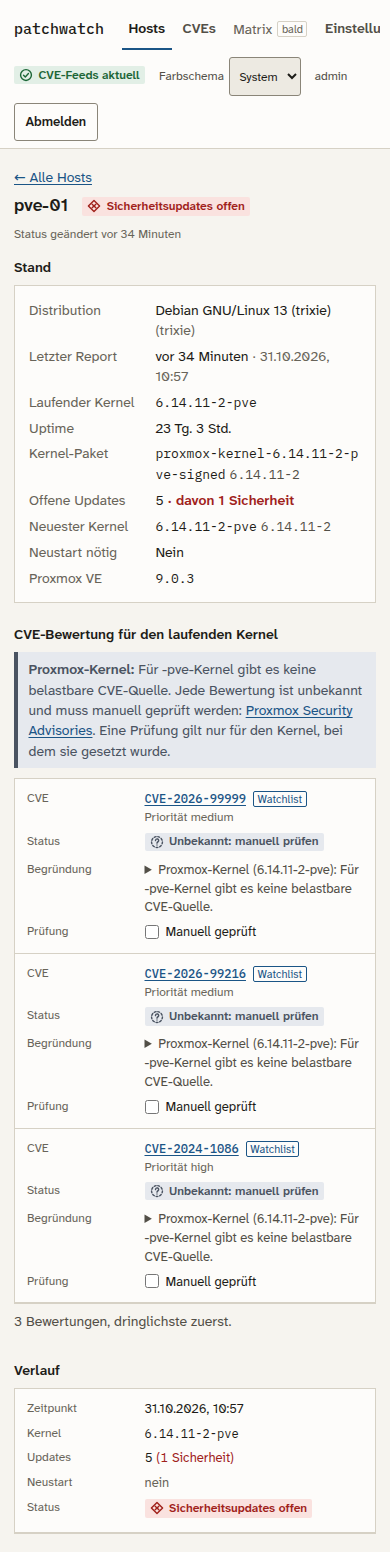 patchwatch Hosts CVEs Matrix bald Einstellu
CVE-Feeds aktuell Farbschema System admin
Abmelden
← Alle Hosts
pve-01 Sicherheitsupdates offen
Status geändert vor 34 Minuten
Stand
Distribution Debian GNU/Linux 13 (trixie)
(trixie)
Letzter Report vor 34 Minuten · 31.10.2026,
10:57
Laufender Kernel 6.14.11-2-pve
Uptime 23 Tg. 3 Std.
Kernel-Paket proxmox-kernel-6.14.11-2-p
ve-signed 6.14.11-2
Offene Updates 5 · davon 1 Sicherheit
Neuester Kernel 6.14.11-2-pve 6.14.11-2
Neustart nötig Nein
Proxmox VE 9.0.3
CVE-Bewertung für den laufenden Kernel
Proxmox-Kernel: Für -pve-Kernel gibt es keine
belastbare CVE-Quelle. Jede Bewertung ist unbekannt
und muss manuell geprüft werden: Proxmox Security
Advisories. Eine Prüfung gilt nur für den Kernel, bei
dem sie gesetzt wurde.
CVE CVE-2026-99999 Watchlist
Priorität medium
Status Unbekannt: manuell prüfen
Begründung ▶ Proxmox-Kernel (6.14.11-2-pve): Für
-pve-Kernel gibt es keine belastbare
CVE-Quelle.
Prüfung Manuell geprüft
CVE CVE-2026-99216 Watchlist
Priorität medium
Status Unbekannt: manuell prüfen
Begründung ▶ Proxmox-Kernel (6.14.11-2-pve): Für
-pve-Kernel gibt es keine belastbare
CVE-Quelle.
Prüfung Manuell geprüft
CVE CVE-2024-1086 Watchlist
Priorität high
Status Unbekannt: manuell prüfen
Begründung ▶ Proxmox-Kernel (6.14.11-2-pve): Für
-pve-Kernel gibt es keine belastbare
CVE-Quelle.
Prüfung Manuell geprüft
3 Bewertungen, dringlichste zuerst.
Verlauf
Zeitpunkt 31.10.2026, 10:57
Kernel 6.14.11-2-pve
Updates 5 (1 Sicherheit)
Neustart nein
Status Sicherheitsupdates offen